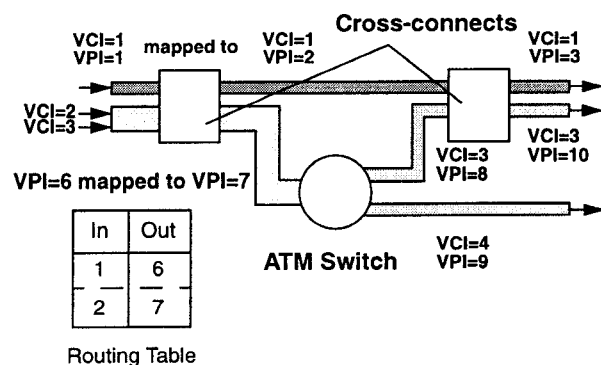 Cross-connects
VCI=1
VPI=1
mapped to
VCI=1
VPI=2
VCI=1
VPI=3
VCI=2
VCI=3
VCI=3
VPI=10
VCI=3
VPI=8
VPI=6 mapped to VPI=7
In Out
1 6
2 7
Routing Table
ATM Switch
VCI=4
VPI=9